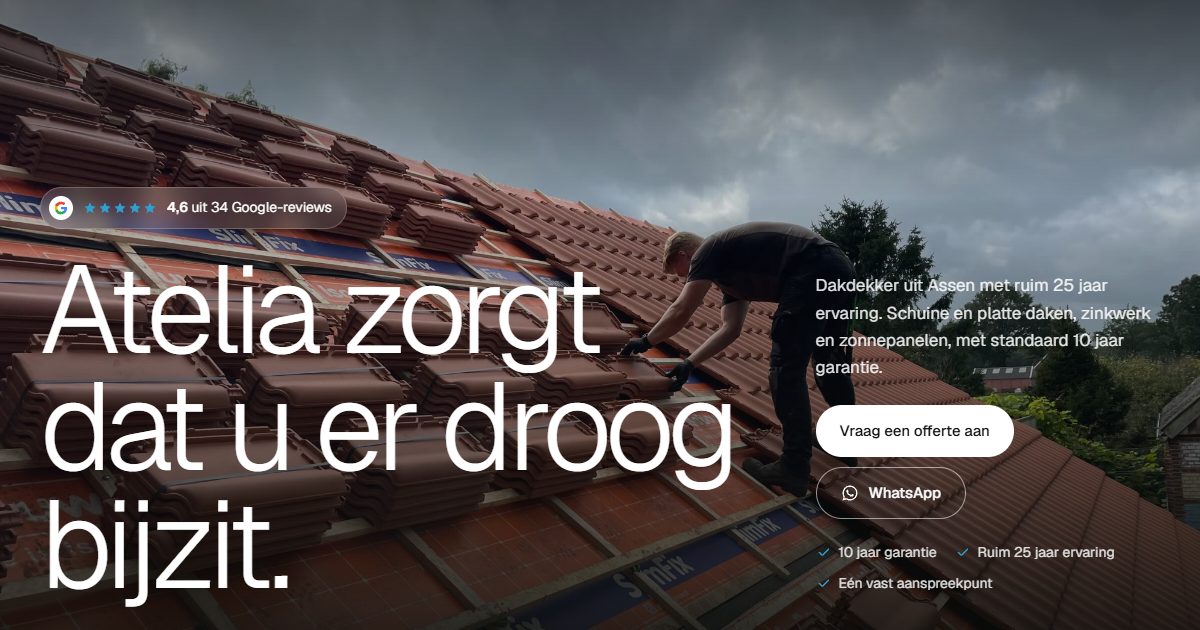 4,6 uit 34 Google-reviews
Atelia zorgt
dat u er droog
bijzit.
Dakdekker uit Assen met ruim 25 jaar
ervaring. Schuine en platte daken, zinkwerk
en zonnepanelen, met standaard 10 jaar
garantie.
Vraag een offerte aan
WhatsApp
10 jaar garantie
Ruim 25 jaar ervaring
Eén vast aanspreekpunt
SlimFix
SlimFix